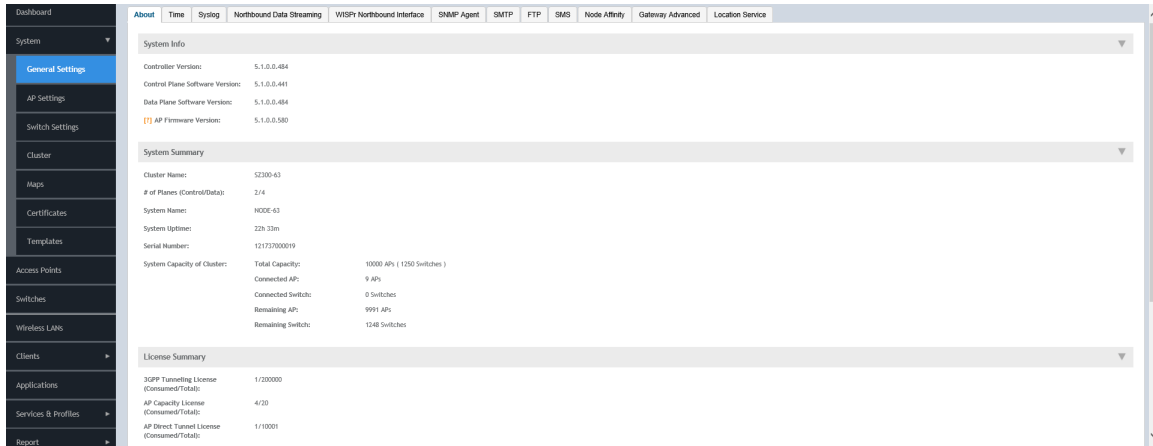 Dashboard
About Time Syslog Northbound Data Streaming WISPr Northbound Interface SNMP Agent SMTP FTP SMS Node Affinity Gateway Advanced Location Service
System
General Settings
AP Settings
Switch Settings
Cluster
Maps
Certificates
Templates
Access Points
Switches
Wireless LANs
Clients
Applications
Services & Profiles
Report
System Info
Controller Version: 5.1.0.0.484
Control Plane Software Version: 5.1.0.0.441
Data Plane Software Version: 5.1.0.0.484
[?] AP Firmware Version: 5.1.0.0.580
System Summary
Cluster Name: SZ300-63
# of Planes (Control/Data): 2/4
System Name: NODE-63
System Uptime: 22h 33m
Serial Number: 121737000019
System Capacity of Cluster: Total Capacity: 10000 APs ( 1250 Switches )
Connected AP: 9 APs
Connected Switch: 0 Switches
Remaining AP: 9991 APs
Remaining Switch: 1248 Switches
License Summary
3GPP Tunneling License 1/200000
(Consumed/Total):
AP Capacity License 4/20
(Consumed/Total):
AP Direct Tunnel License 1/10001
(Consumed/Total):